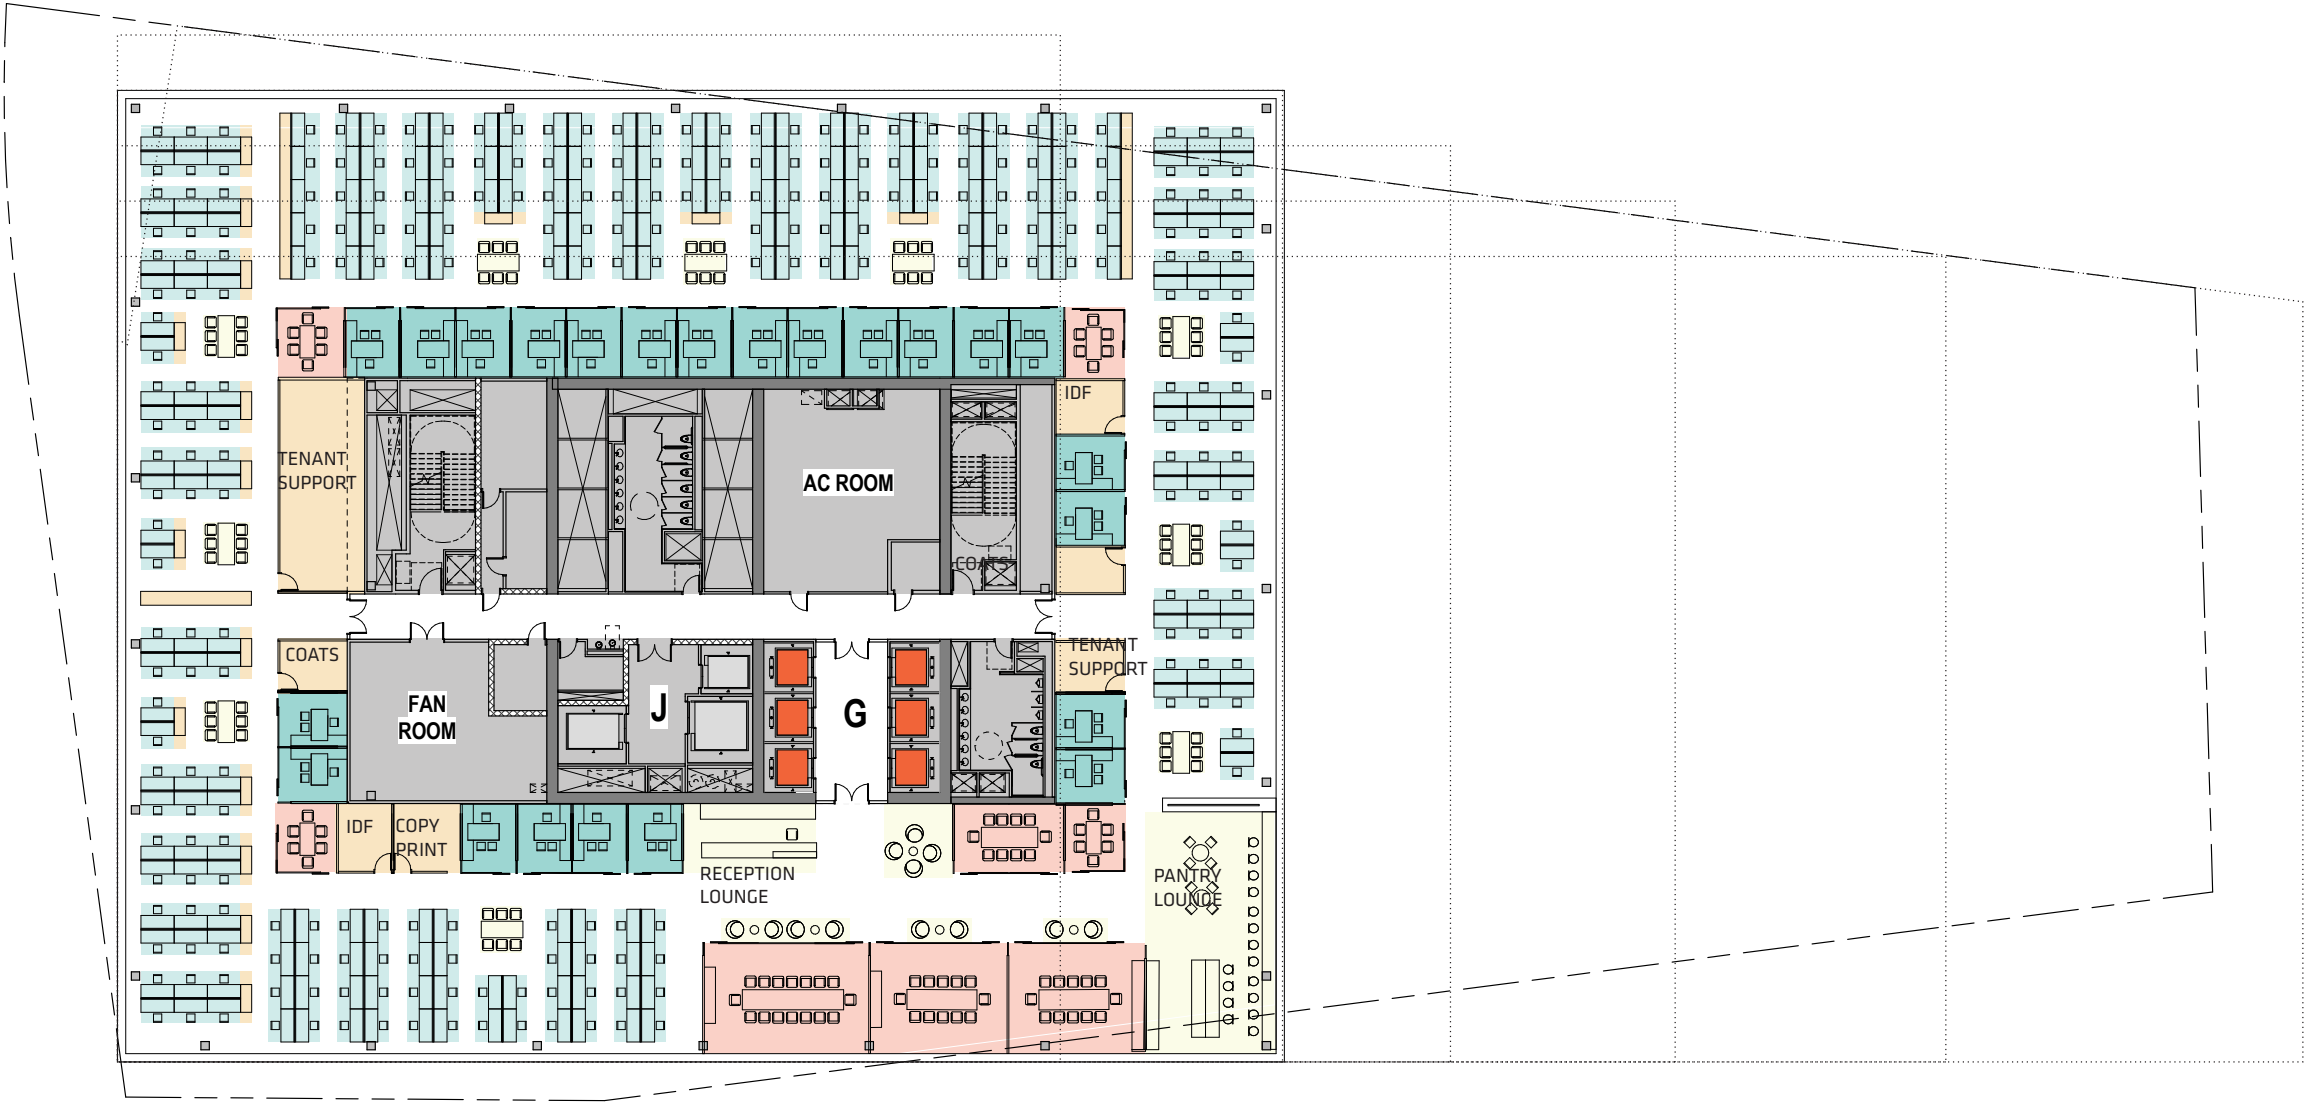 IDF
TENANT
SUPPORT
AC ROOM
COATS
COATS
TENANT
SUPPORT
FAN
ROOM
J
G
IDF
COPY
PRINT
RECEPTION
LOUNGE
PANTRY
LOUNGE